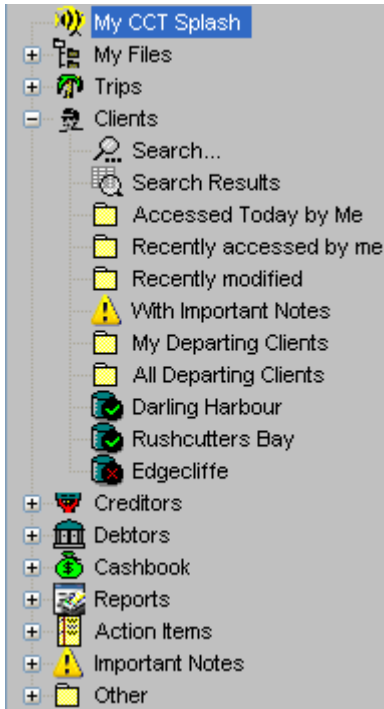 My CCT Splash
My Files
Trips
Clients
Search...
Search Results
Accessed Today by Me
Recently accessed by me
Recently modified
With Important Notes
My Departing Clients
All Departing Clients
Darling Harbour
Rushcutters Bay
Edgecliffe
Creditors
Debtors
Cashbook
Reports
Action Items
Important Notes
Other